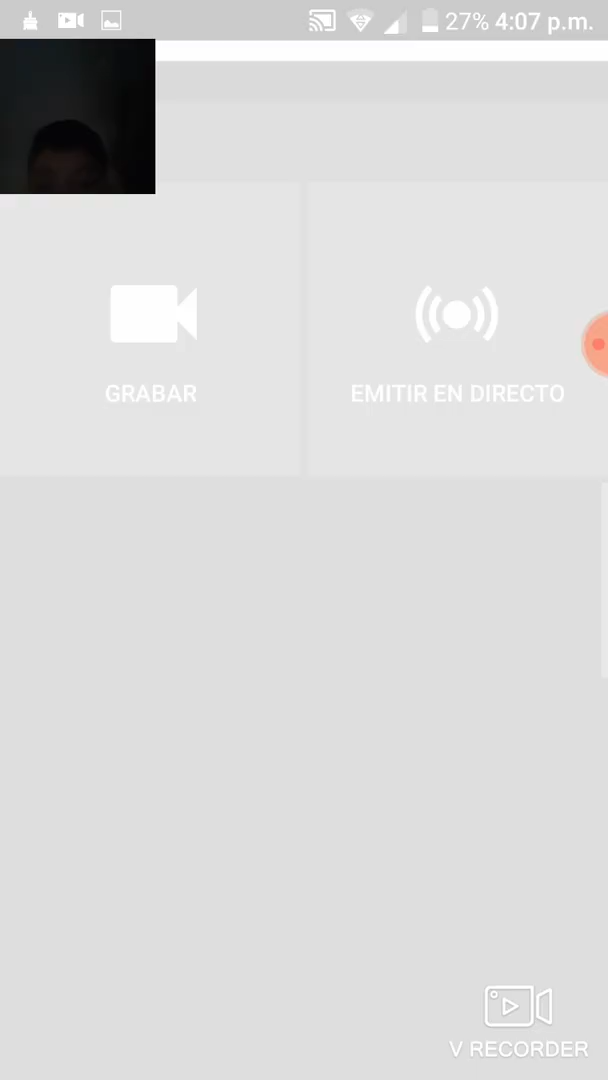 27% 4:07 p.m.
GRABAR
EMITIR EN DIRECTO
V RECORDER